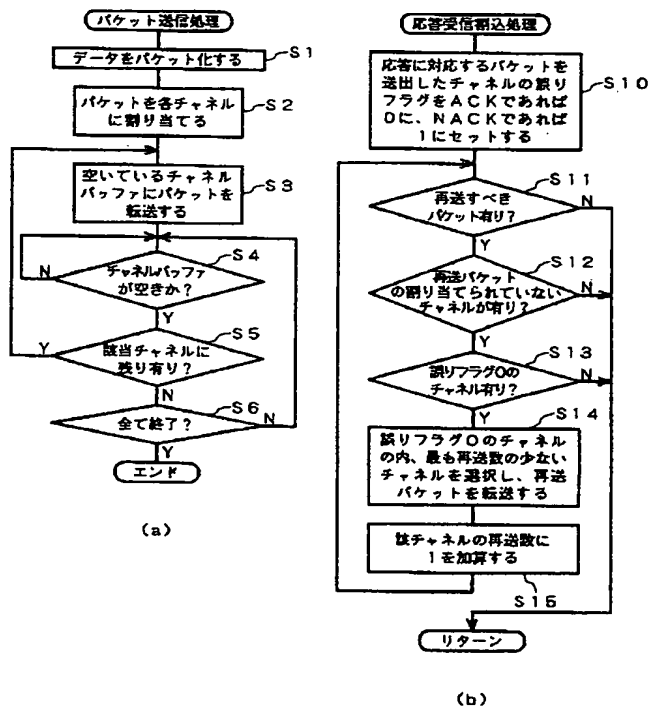 パケット送信処理
S1
データをパケット化する
パケットを各チャネル
に割り当てる
S2
空いているチャネル
バッファにパケットを
転送する
S3
S4
チャネルバッファ
が空きか?
N
Y
S5
該当チャネルに
残り有り?
Y
N
S6
全て終了?
N
Y
エンド
(a)
応答受信割込処理
応答に対応するパケットを
送出したチャネルの誤り
フラグをACKであれば
0に、NACKであれば
1にセットする
S10
S11
再送すべき
パケット有り?
N
Y
S12
再送パケット
の割り当てられていない
チャネルが有り?
N
Y
S13
誤りフラグ0の
チャネル有り?
N
Y
S14
誤りフラグ0のチャネル
の内、最も再送数の少ない
チャネルを選択し、再送
パケットを転送する
該チャネルの再送数に
1を加算する
S15
リターン
(b)